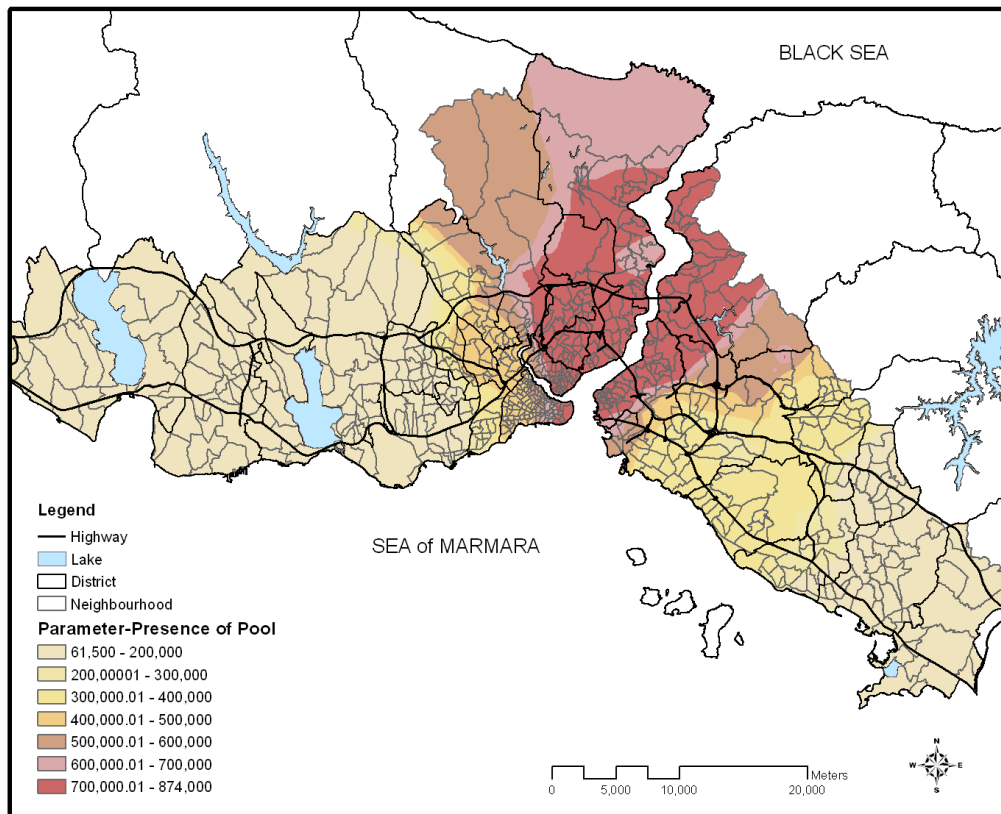 BLACK SEA
SEA of MARMARA
Legend
Highway
Lake
District
Neighbourhood
Parameter-Presence of Pool
61,500 - 200,000
200,00001 - 300,000
300,000.01 - 400,000
400,000.01 - 500,000
500,000.01 - 600,000
600,000.01 - 700,000
700,000.01 - 874,000
Meters
0 5,000 10,000 20,000
N
W E
S